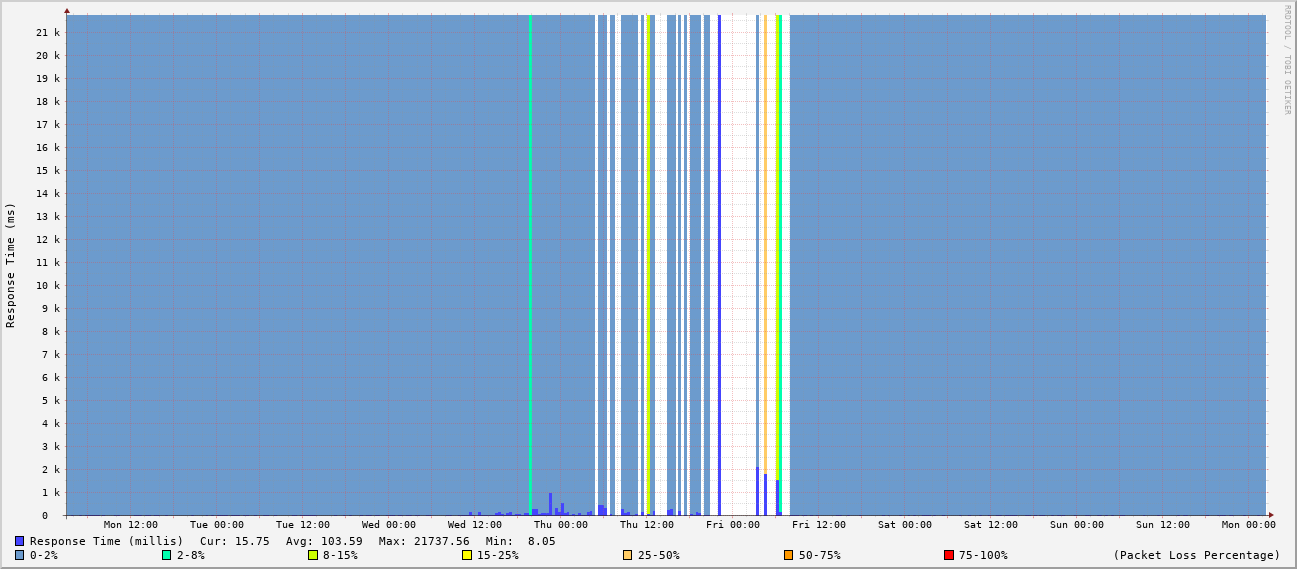 RRDTOOL / TOBI OETIKER
Response Time (ms)
21 k
20 k
19 k
18 k
17 k
16 k
15 k
14 k
13 k
12 k
11 k
10 k
9 k
8 k
7 k
6 k
5 k
4 k
3 k
2 k
1 k
0
Mon 12:00 Tue 00:00 Tue 12:00 Wed 00:00 Wed 12:00 Thu 00:00 Thu 12:00 Fri 00:00 Fri 12:00 Sat 00:00 Sat 12:00 Sun 00:00 Sun 12:00 Mon 00:00
Response Time (millis) Cur: 15.75 Avg: 103.59 Max: 21737.56 Min: 8.05
0-2% 2-8% 8-15% 15-25% 25-50% 50-75% 75-100% (Packet Loss Percentage)